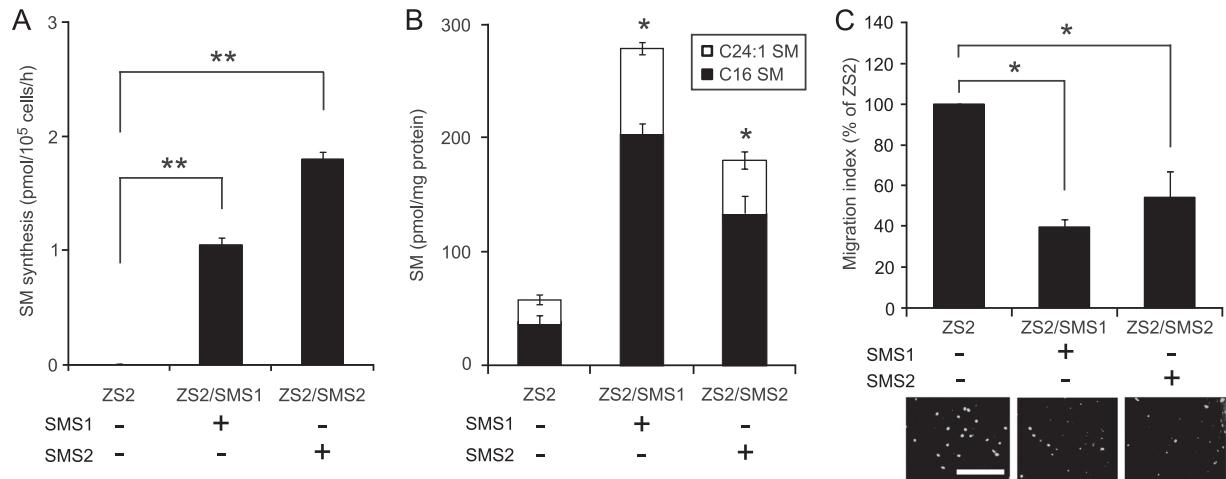 A
SM synthesis (pmol/10⁵ cells/h)
3
2
1
0
**
**
ZS2 ZS2/SMS1 ZS2/SMS2
SMS1 - + -
SMS2 - - +
B
SM (pmol/mg protein)
300
200
100
0
*
*
C24:1 SM
C16 SM
ZS2 ZS2/SMS1 ZS2/SMS2
SMS1 - + -
SMS2 - - +
C
Migration index (% of ZS2)
140
120
100
80
60
40
20
0
*
*
ZS2 ZS2/SMS1 ZS2/SMS2
SMS1 - + -
SMS2 - - +